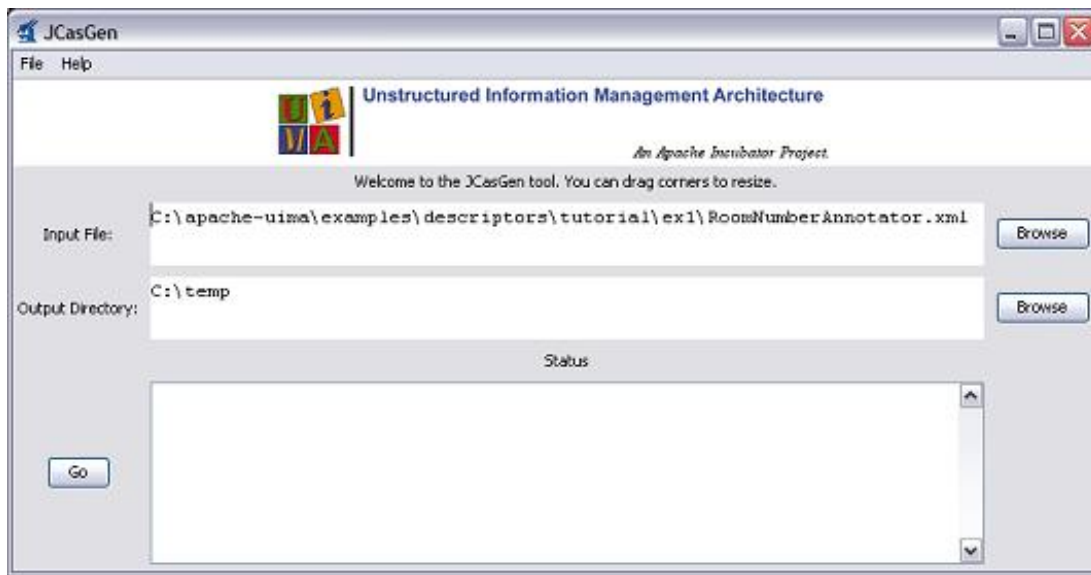 JCasGen
File Help
UiMA
Unstructured Information Management Architecture
An Apache Incubator Project.
Welcome to the JCasGen tool. You can drag corners to resize.
Input File:
C:\apache-uima\examples\descriptors\tutorial\ex1\RoomNumberAnnotator.xml
Browse
Output Directory:
C:\temp
Browse
Status
Go